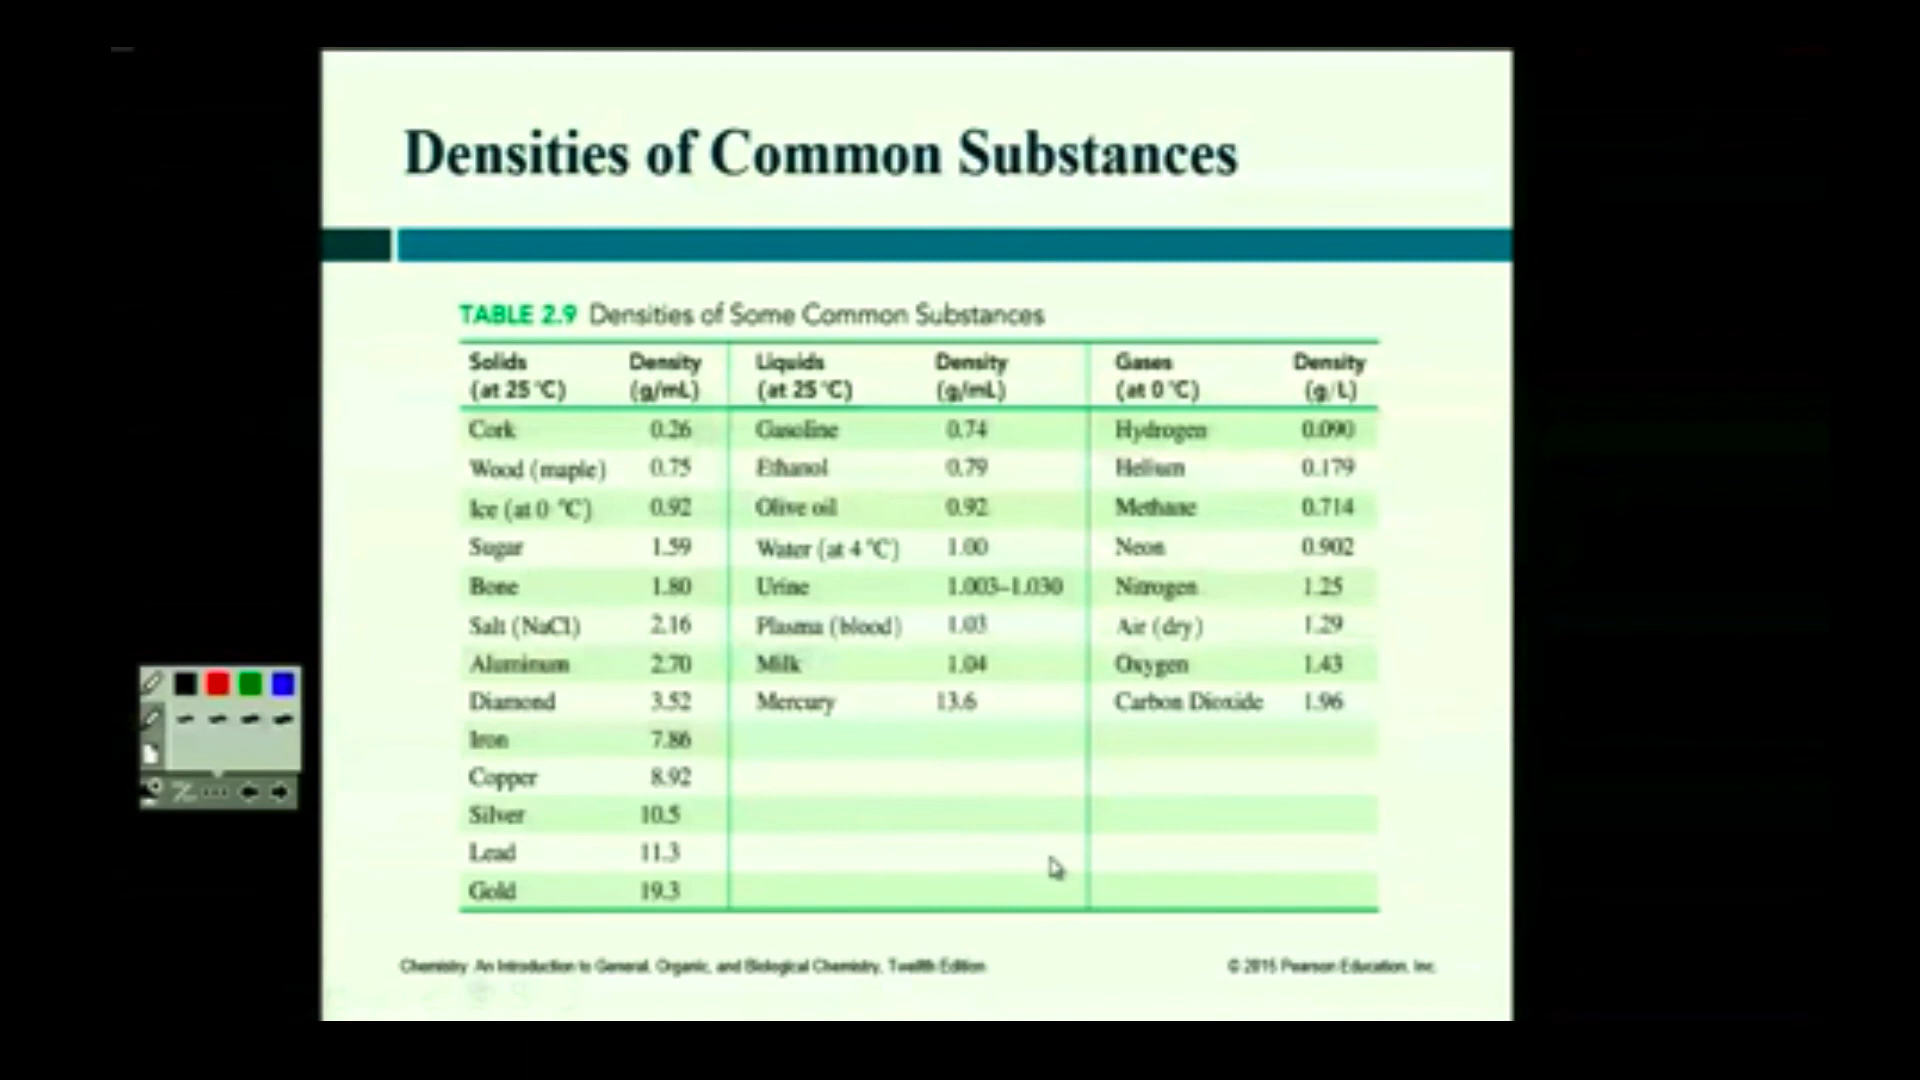 Densities of Common Substances
TABLE 2.9 Densities of Some Common Substances
Solids Density Liquids Density Gases Density
(at 25 °C) (g/mL) (at 25 °C) (g/mL) (at 0 °C) (g/L)
Cork 0.26 Gasoline 0.74 Hydrogen 0.090
Wood (maple) 0.75 Ethanol 0.79 Helium 0.179
Ice (at 0 °C) 0.92 Olive oil 0.92 Methane 0.714
Sugar 1.59 Water (at 4 °C) 1.00 Neon 0.902
Bone 1.80 Urine 1.003–1.030 Nitrogen 1.25
Salt (NaCl) 2.16 Plasma (blood) 1.03 Air (dry) 1.29
Aluminum 2.70 Milk 1.04 Oxygen 1.43
Diamond 3.52 Mercury 13.6 Carbon Dioxide 1.96
Iron 7.86
Copper 8.92
Silver 10.5
Lead 11.3
Gold 19.3
Chemistry: An Introduction to General, Organic, and Biological Chemistry, Twelfth Edition
© 2015 Pearson Education, Inc.